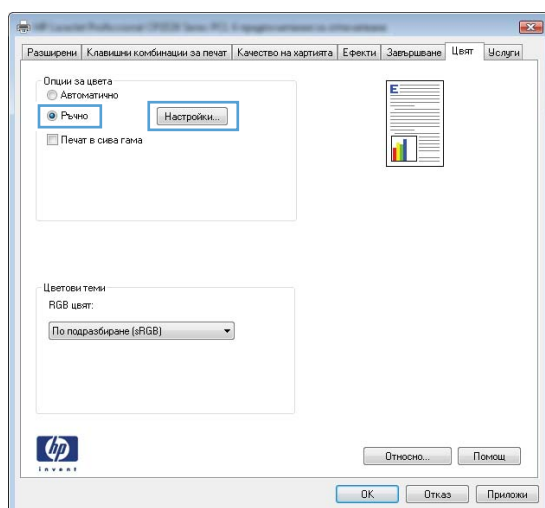 Разширени Клавишни комбинации за печат Качество на хартията Ефекти Завършване Цвят Услуги
Опции за цвета
Автоматично
Ръчно Настройки...
Печат в сива гама
E
Цветови теми
RGB цвят:
По подразбиране (sRGB)
hp
invent
Относно... Помощ
OK Отказ Приложи